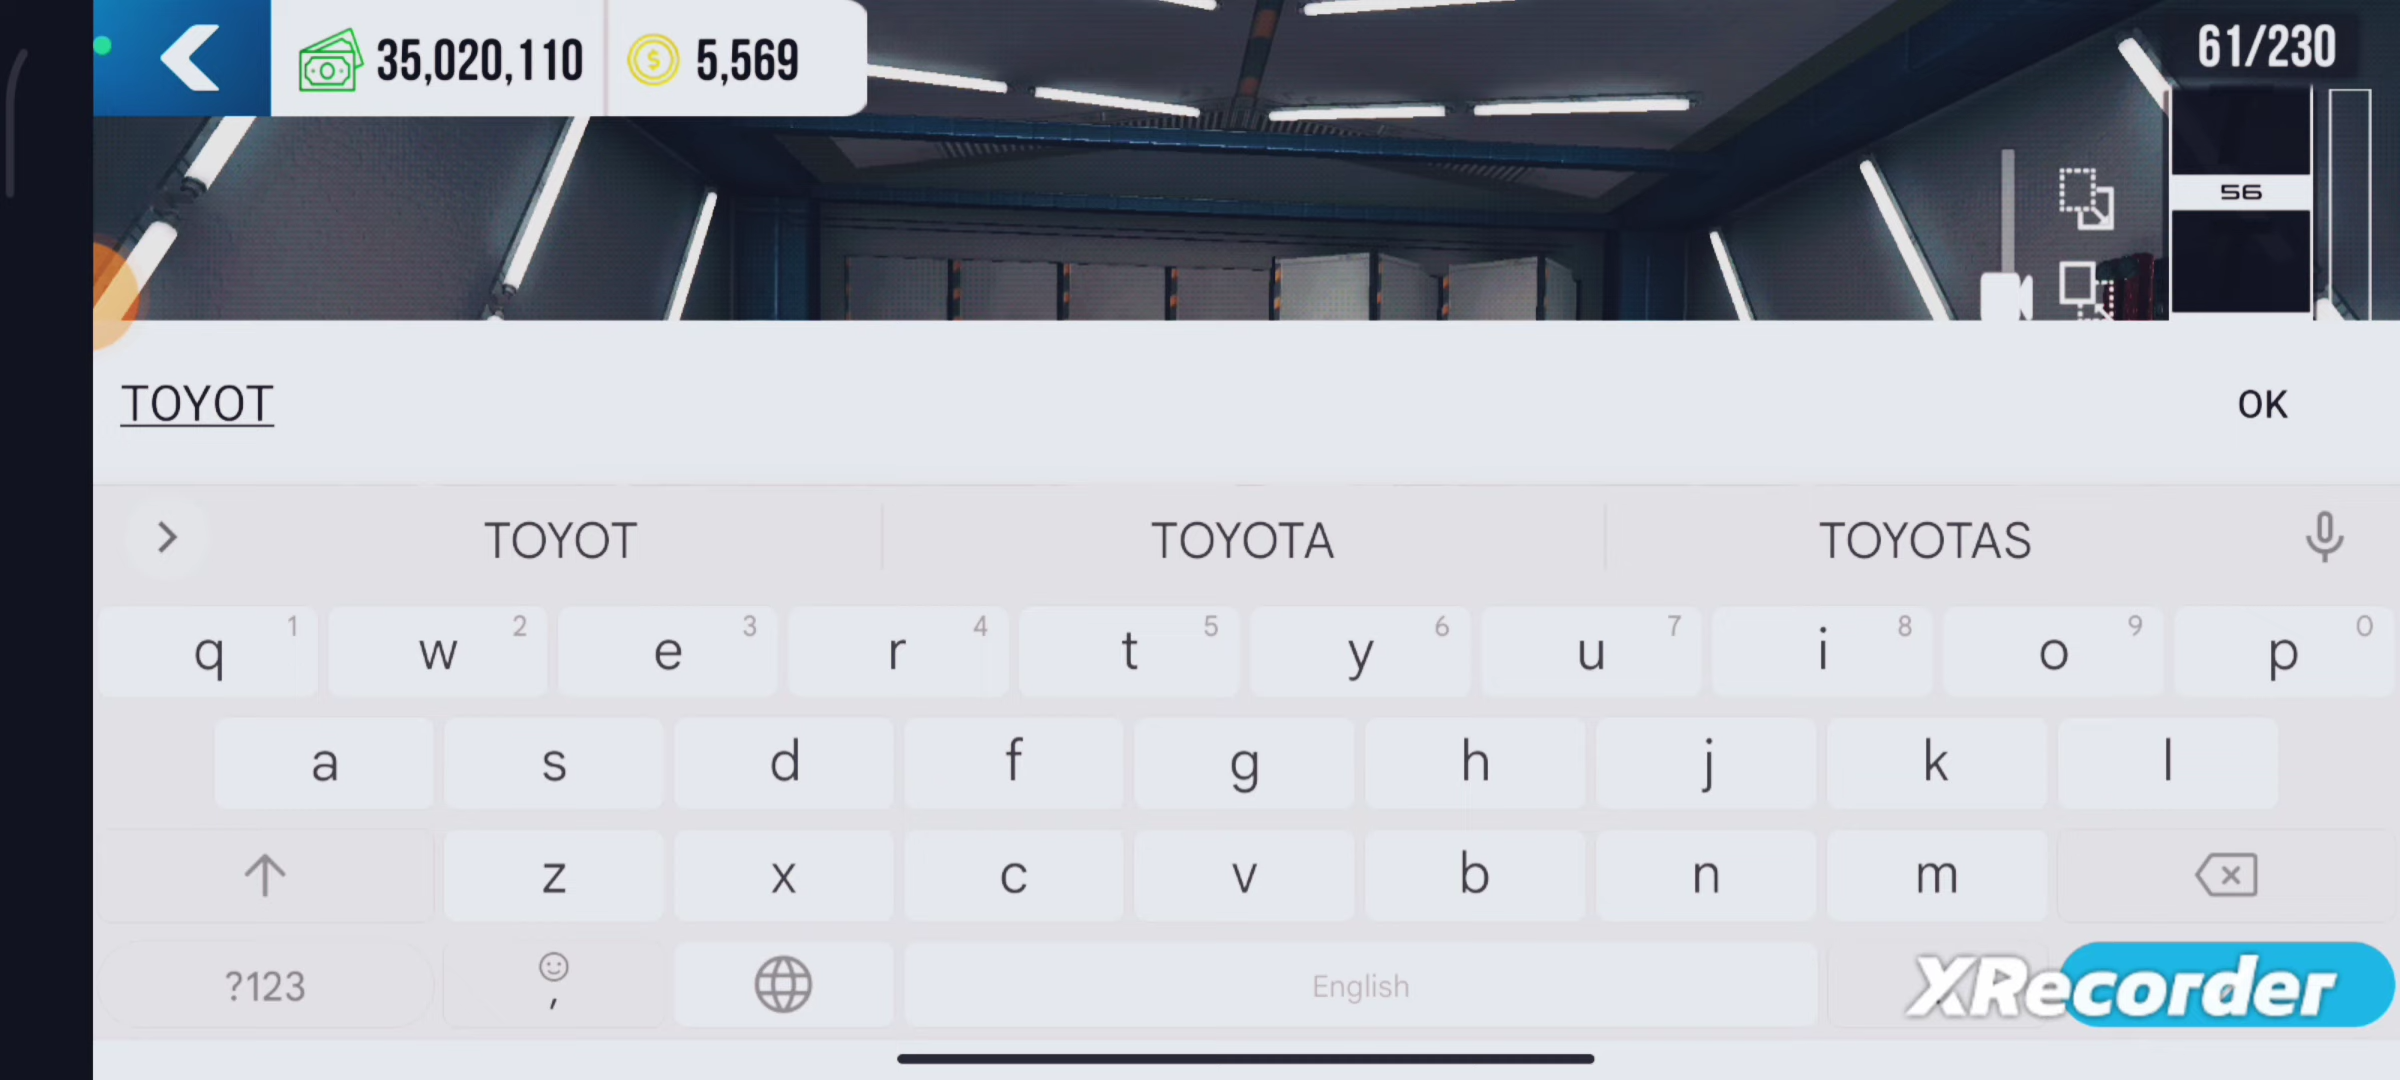 35,020,110 5,569 61/230
56
TOYOT OK
TOYOT TOYOTA TOYOTAS
q 1 w 2 e 3 r 4 t 5 y 6 u 7 i 8 o 9 p 0
a s d f g h j k l
z x c v b n m
?123 , English XRecorder